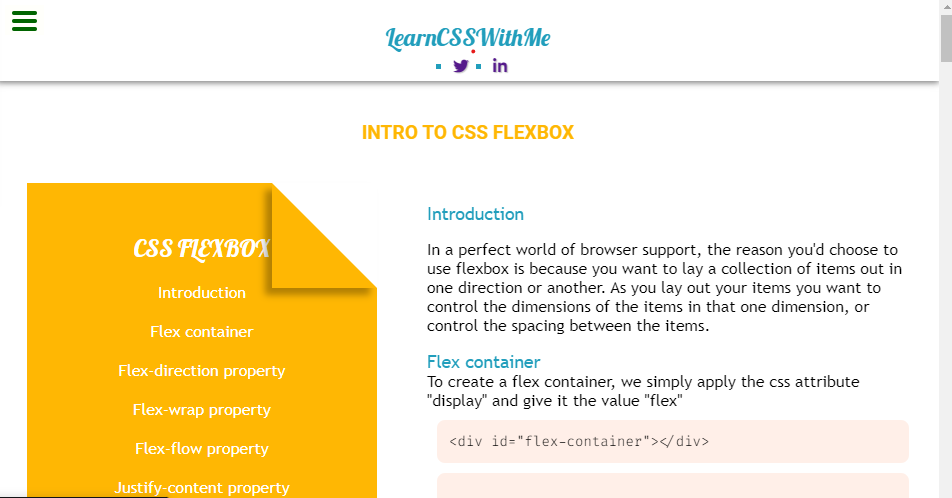 LearnCSSWithMe
INTRO TO CSS FLEXBOX
CSS FLEXBOX
Introduction
Flex container
Flex-direction property
Flex-wrap property
Flex-flow property
Justify-content property
Introduction
In a perfect world of browser support, the reason you'd choose to
use flexbox is because you want to lay a collection of items out in
one direction or another. As you lay out your items you want to
control the dimensions of the items in that one dimension, or
control the spacing between the items.
Flex container
To create a flex container, we simply apply the css attribute
"display" and give it the value "flex"
<div id="flex-container"></div>